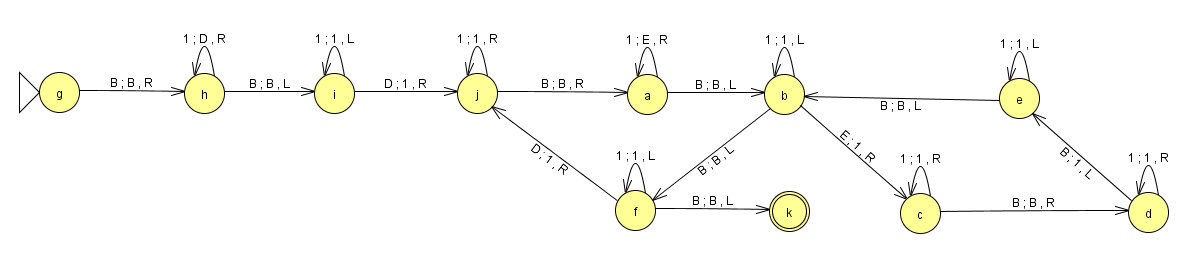 1 ; D , R
1 ; 1 , L
1 ; 1 , R
1 ; E , R
1 ; 1 , L
1 ; 1 , L
g
B ; B , R
h
B ; B , L
i
D ; 1 , R
j
B ; B , R
a
B ; B , L
b
B ; B , L
e
D ; 1 , R
1 ; 1 , L
B ; B , L
E ; 1 , R
1 ; 1 , R
B ; 1 , L
1 ; 1 , R
f
B ; B , L
k
c
B ; B , R
d